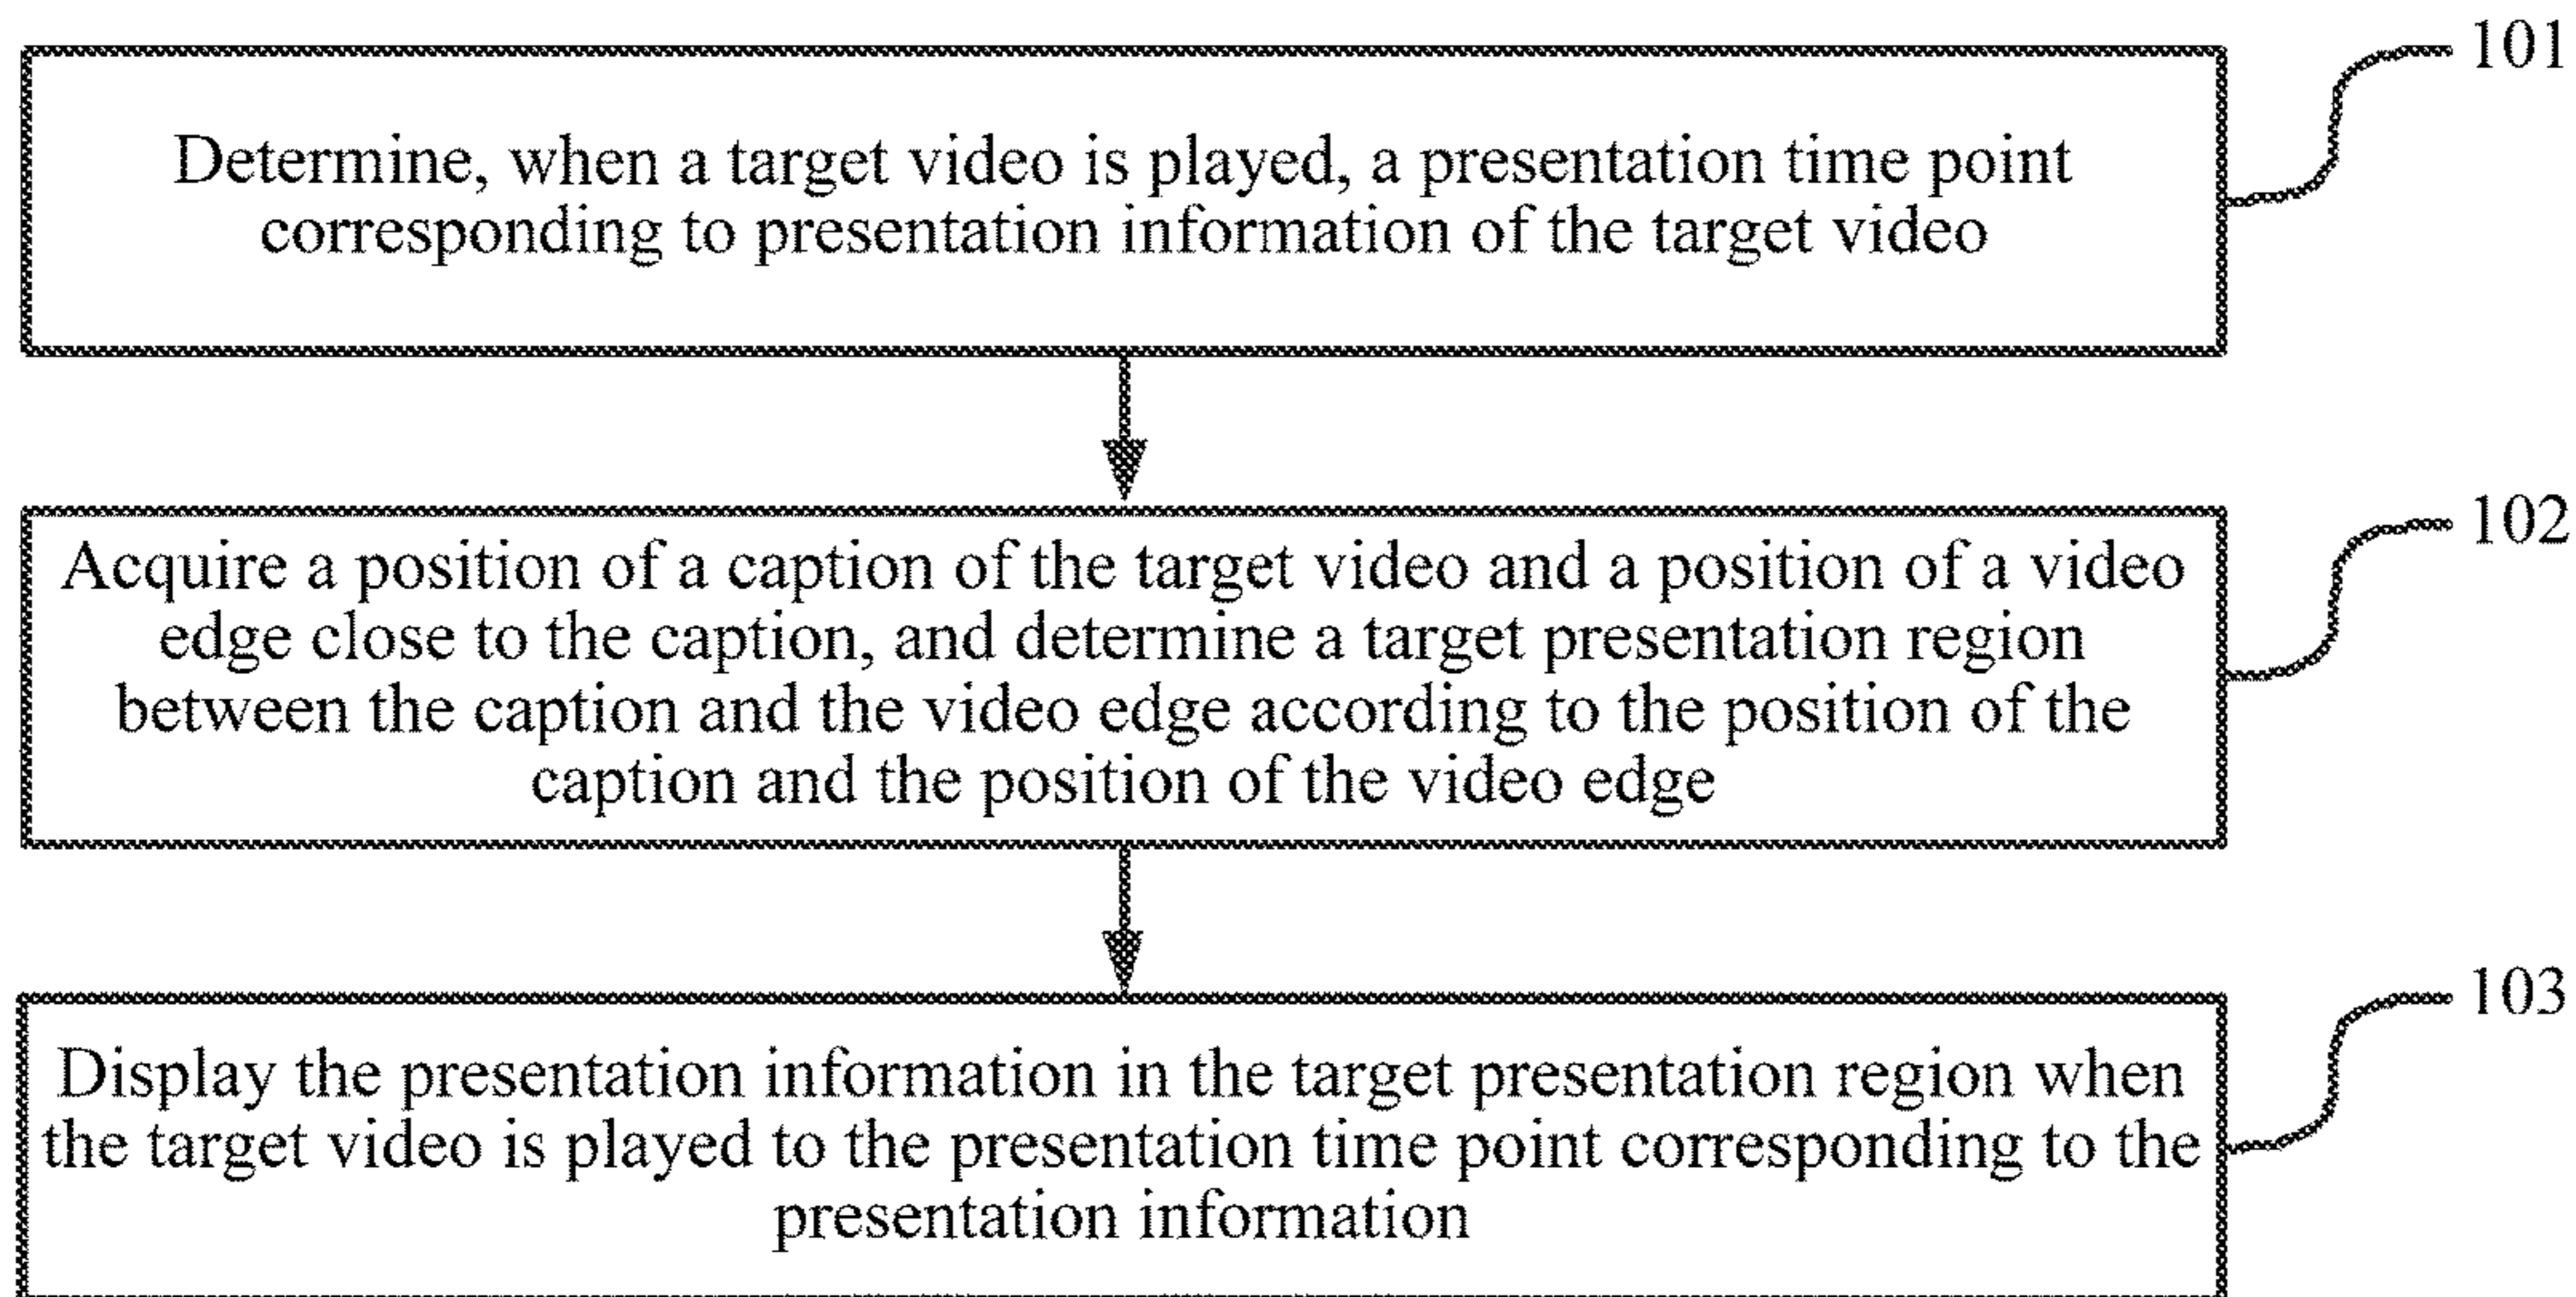 101
Determine, when a target video is played, a presentation time point
corresponding to presentation information of the target video
102
Acquire a position of a caption of the target video and a position of a video
edge close to the caption, and determine a target presentation region
between the caption and the video edge according to the position of the
caption and the position of the video edge
103
Display the presentation information in the target presentation region when
the target video is played to the presentation time point corresponding to the
presentation information